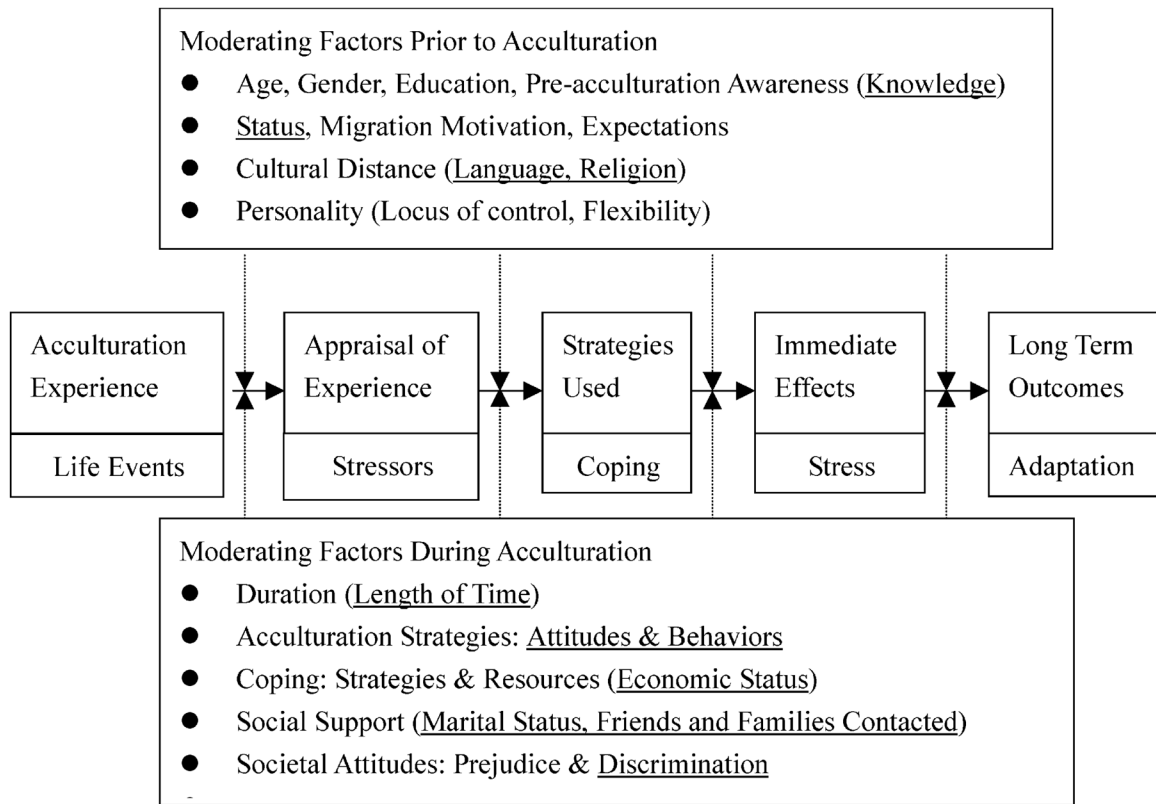 Moderating Factors Prior to Acculturation
● Age, Gender, Education, Pre-acculturation Awareness (Knowledge)
● Status, Migration Motivation, Expectations
● Cultural Distance (Language, Religion)
● Personality (Locus of control, Flexibility)
Acculturation
Experience
Life Events
Appraisal of
Experience
Stressors
Strategies
Used
Coping
Immediate
Effects
Stress
Long Term
Outcomes
Adaptation
Moderating Factors During Acculturation
● Duration (Length of Time)
● Acculturation Strategies: Attitudes & Behaviors
● Coping: Strategies & Resources (Economic Status)
● Social Support (Marital Status, Friends and Families Contacted)
● Societal Attitudes: Prejudice & Discrimination